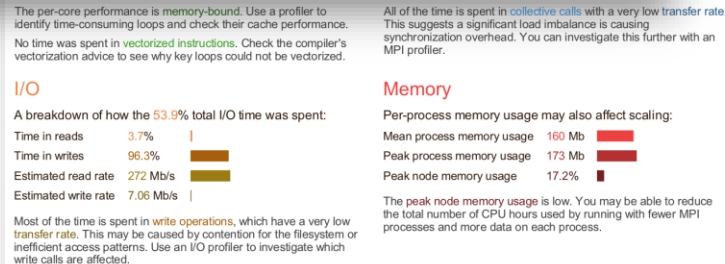 The per-core performance is memory-bound. Use a profiler to
identify time-consuming loops and check their cache performance.
No time was spent in vectorized instructions. Check the compiler's
vectorization advice to see why key loops could not be vectorized.
All of the time is spent in collective calls with a very low transfer rate
This suggests a significant load imbalance is causing
synchronization overhead. You can investigate this further with an
MPI profiler.
I/O
A breakdown of how the 53.9% total I/O time was spent:
Time in reads 3.7%
Time in writes 96.3%
Estimated read rate 272 Mb/s
Estimated write rate 7.06 Mb/s
Most of the time is spent in write operations, which have a very low
transfer rate. This may be caused by contention for the filesystem or
inefficient access patterns. Use an I/O profiler to investigate which
write calls are affected.
Memory
Per-process memory usage may also affect scaling:
Mean process memory usage 160 Mb
Peak process memory usage 173 Mb
Peak node memory usage 17.2%
The peak node memory usage is low. You may be able to reduce
the total number of CPU hours used by running with fewer MPI
processes and more data on each process.